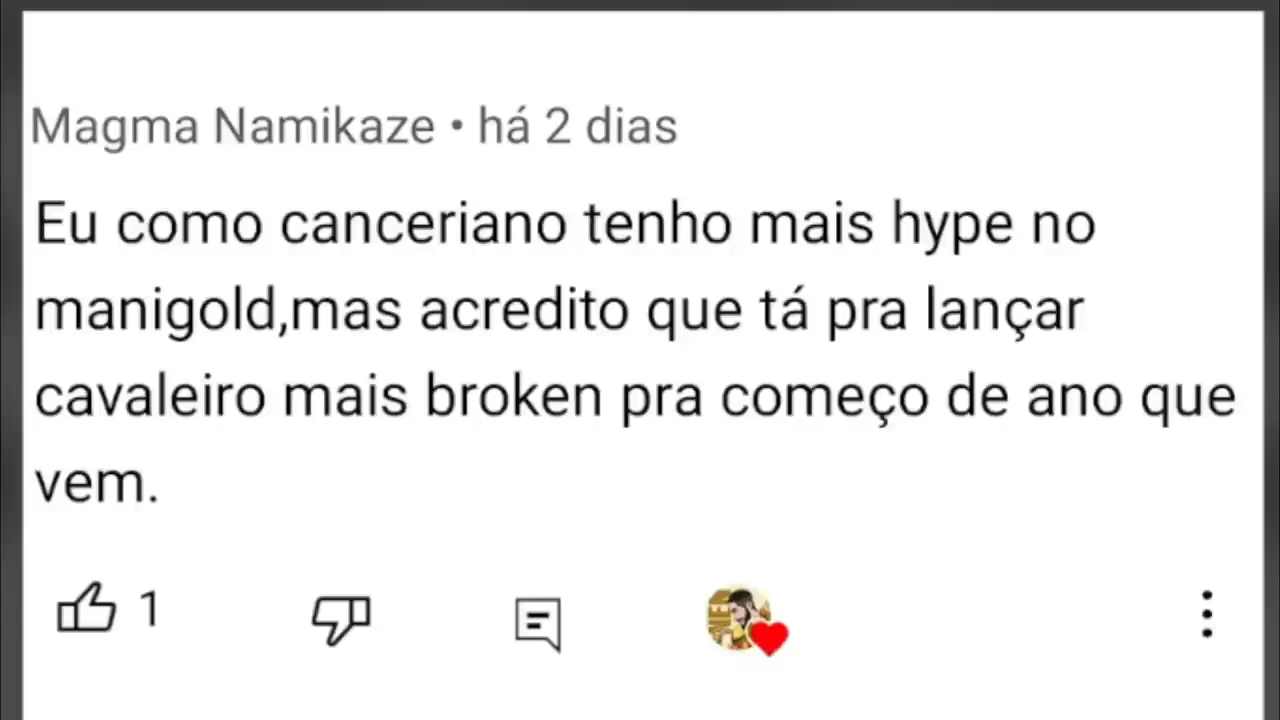 Magma Namikaze • há 2 dias
Eu como canceriano tenho mais hype no
manigold,mas acredito que tá pra lançar
cavaleiro mais broken pra começo de ano que
vem.
1